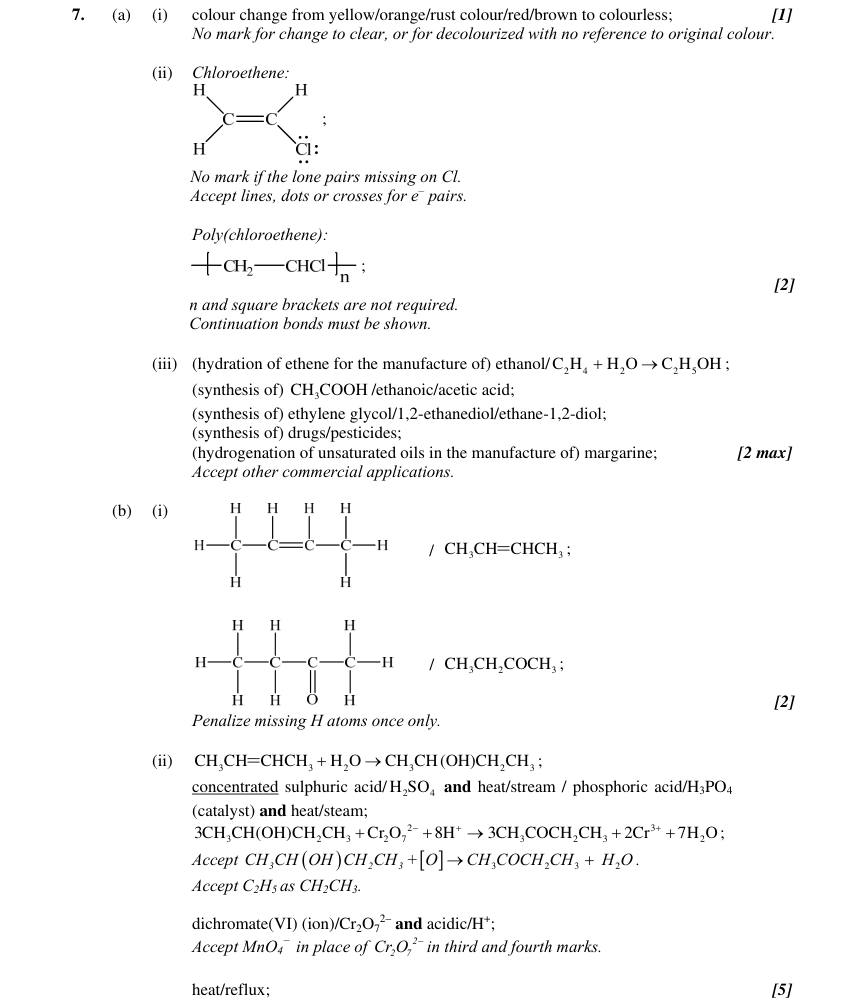 7. (a) (i) colour change from yellow/orange/rust colour/red/brown to colourless; [1]
No mark for change to clear, or for decolourized with no reference to original colour.
(ii) Chloroethene:
H H
C=C ;
H Cl:
No mark if the lone pairs missing on Cl.
Accept lines, dots or crosses for e⁻ pairs.
Poly(chloroethene):
CH₂—CHCl ;
n
[2]
n and square brackets are not required.
Continuation bonds must be shown.
(iii) (hydration of ethene for the manufacture of) ethanol/C₂H₄ + H₂O → C₂H₅OH ;
(synthesis of) CH₃COOH /ethanoic/acetic acid;
(synthesis of) ethylene glycol/1,2-ethanediol/ethane-1,2-diol;
(synthesis of) drugs/pesticides;
(hydrogenation of unsaturated oils in the manufacture of) margarine; [2 max]
Accept other commercial applications.
(b) (i) H H H H
H—C—C=C—C—H / CH₃CH=CHCH₃ ;
H H
H H H
H—C—C—C—C—H / CH₃CH₂COCH₃ ;
H H O H [2]
Penalize missing H atoms once only.
(ii) CH₃CH=CHCH₃ + H₂O → CH₃CH(OH)CH₂CH₃ ;
concentrated sulphuric acid/H₂SO₄ and heat/stream / phosphoric acid/H₃PO₄
(catalyst) and heat/steam;
3CH₃CH(OH)CH₂CH₃ + Cr₂O₇²⁻ + 8H⁺ → 3CH₃COCH₂CH₃ + 2Cr³⁺ + 7H₂O ;
Accept CH₃CH(OH)CH₂CH₃ + [O] → CH₃COCH₂CH₃ + H₂O .
Accept C₂H₅ as CH₂CH₃.
dichromate(VI) (ion)/Cr₂O₇²⁻ and acidic/H⁺;
Accept MnO₄⁻ in place of Cr₂O₇²⁻ in third and fourth marks.
heat/reflux; [5]